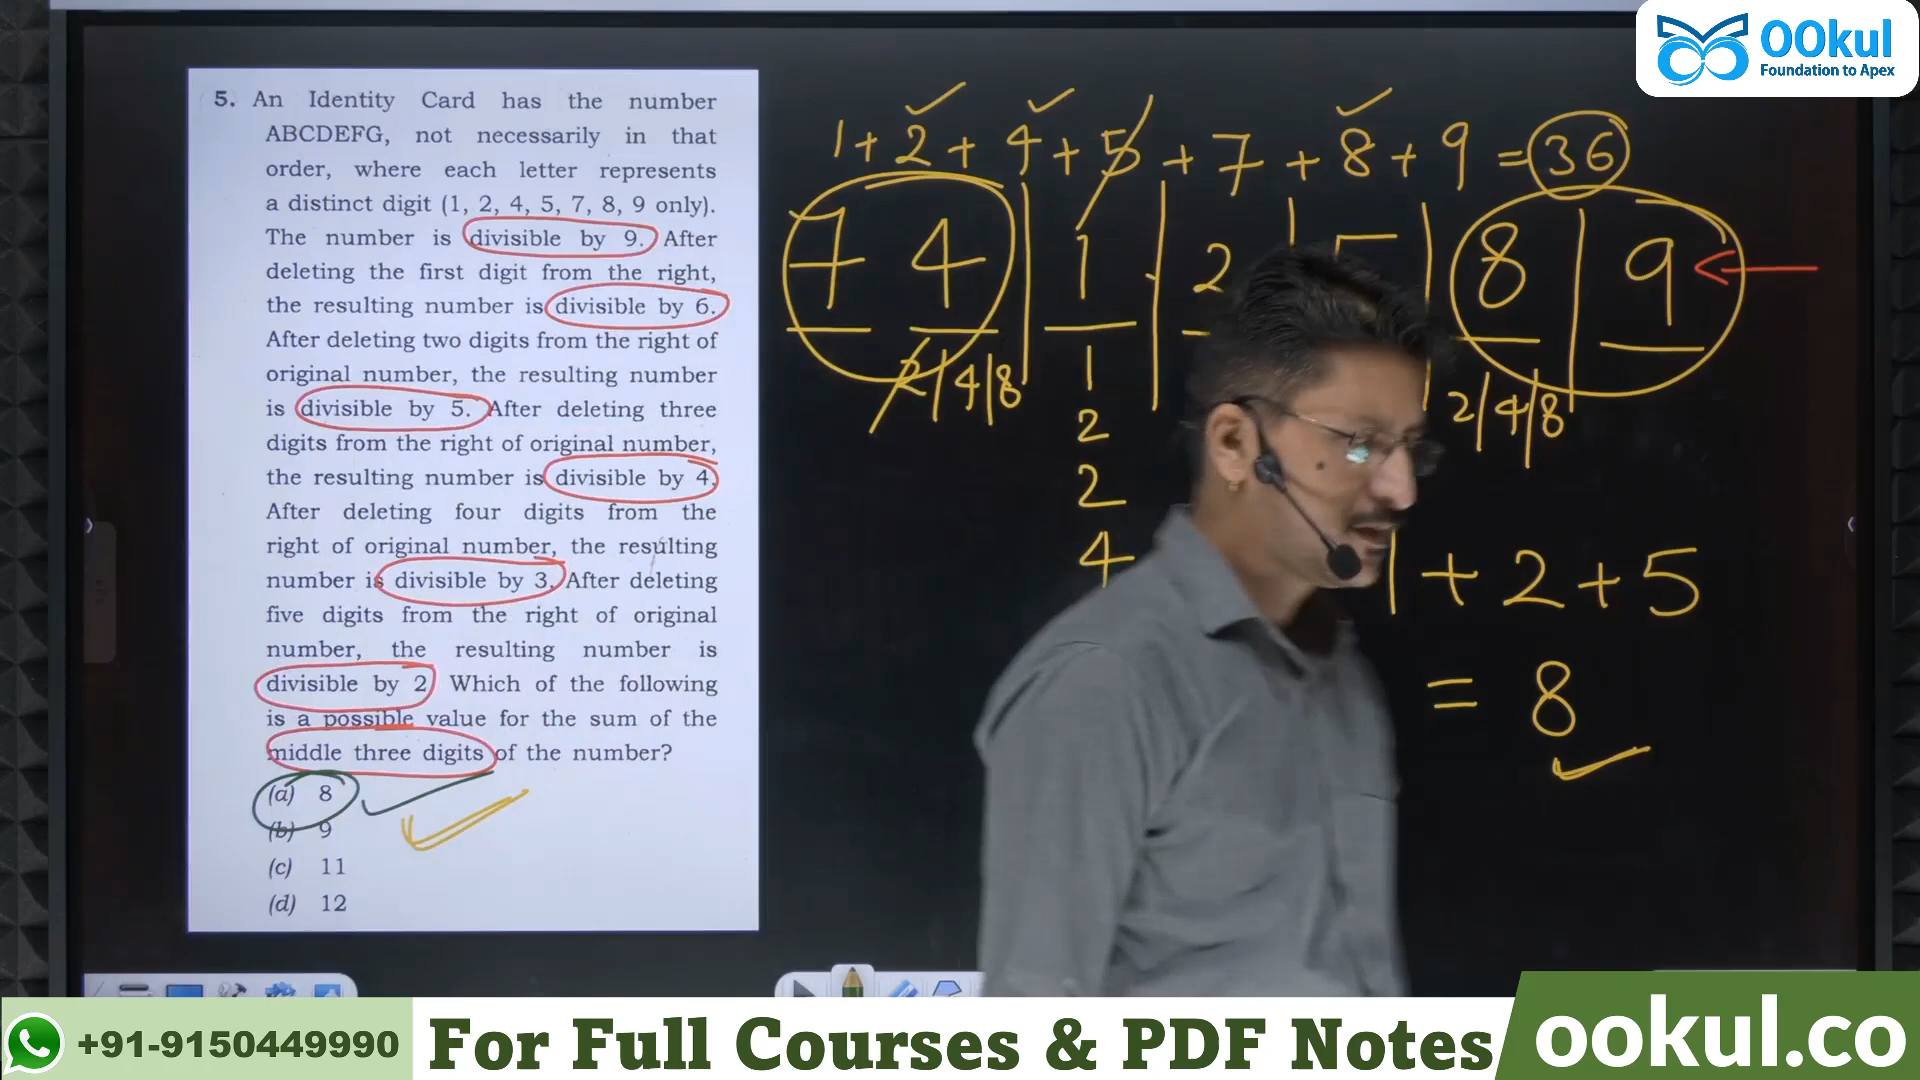 OOkul
Foundation to Apex
5. An Identity Card has the number
ABCDEFG, not necessarily in that
order, where each letter represents
a distinct digit (1, 2, 4, 5, 7, 8, 9 only).
The number is divisible by 9. After
deleting the first digit from the right,
the resulting number is divisible by 6.
After deleting two digits from the right of
original number, the resulting number
is divisible by 5. After deleting three
digits from the right of original number,
the resulting number is divisible by 4.
After deleting four digits from the
right of original number, the resulting
number is divisible by 3. After deleting
five digits from the right of original
number, the resulting number is
divisible by 2 Which of the following
is a possible value for the sum of the
middle three digits of the number?
(a) 8
(b) 9
(c) 11
(d) 12
1 + 2 + 4 + 5 + 7 + 8 + 9 = 36
7 4 1 2 8 9
2 | 4 | 8
1
2
2
4
2 | 4 | 8
1 + 2 + 5
= 8
+91-9150449990
For Full Courses & PDF Notes
ookul.co